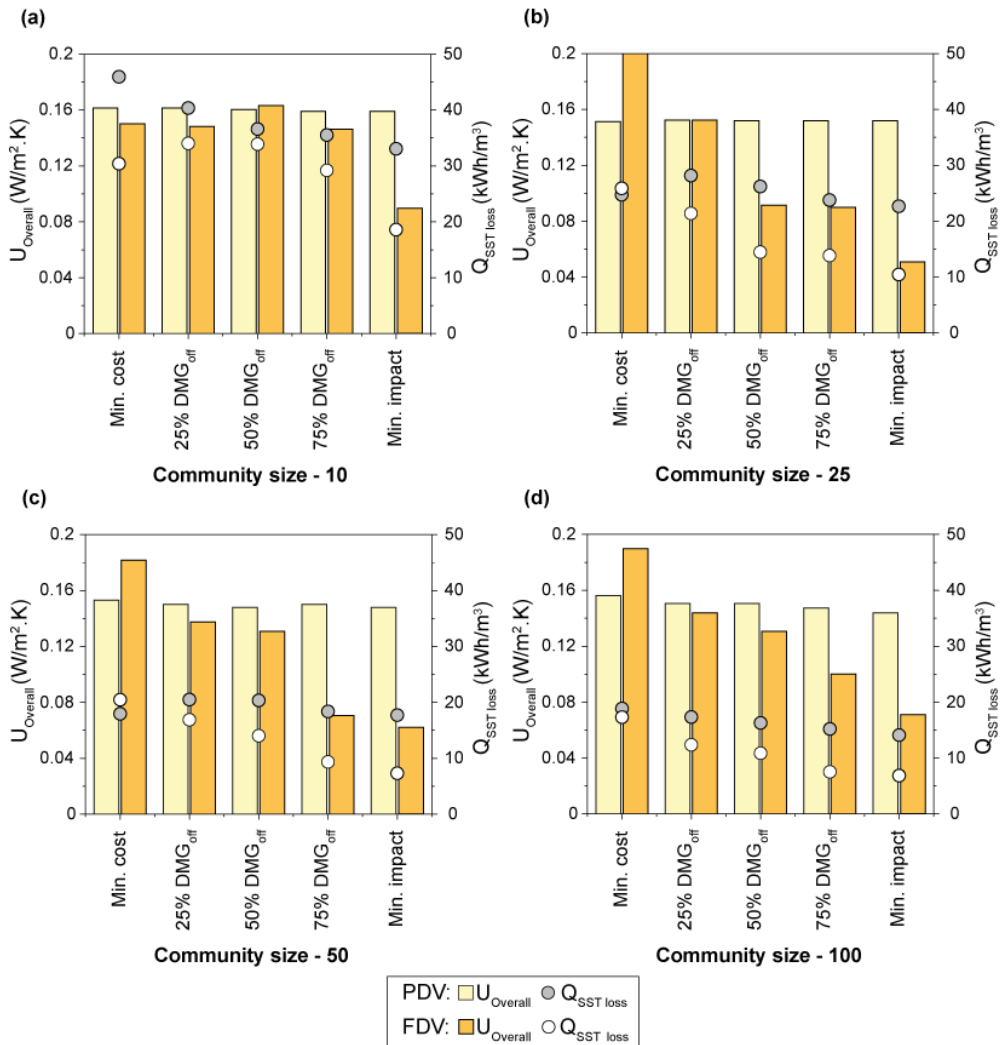 (a)
U_Overall (W/m².K)
0.2
0.16
0.12
0.08
0.04
0
50
40
30
20
10
0
Q_SST loss (kWh/m³)
Min. cost
25% DMG_off
50% DMG_off
75% DMG_off
Min. impact
Community size - 10
(b)
U_Overall (W/m².K)
0.2
0.16
0.12
0.08
0.04
0
50
40
30
20
10
0
Q_SST loss (kWh/m³)
Min. cost
25% DMG_off
50% DMG_off
75% DMG_off
Min. impact
Community size - 25
(c)
U_Overall (W/m².K)
0.2
0.16
0.12
0.08
0.04
0
50
40
30
20
10
0
Q_SST loss (kWh/m³)
Min. cost
25% DMG_off
50% DMG_off
75% DMG_off
Min. impact
Community size - 50
(d)
U_Overall (W/m².K)
0.2
0.16
0.12
0.08
0.04
0
50
40
30
20
10
0
Q_SST loss (kWh/m³)
Min. cost
25% DMG_off
50% DMG_off
75% DMG_off
Min. impact
Community size - 100
PDV: U_Overall Q_SST loss
FDV: U_Overall Q_SST loss